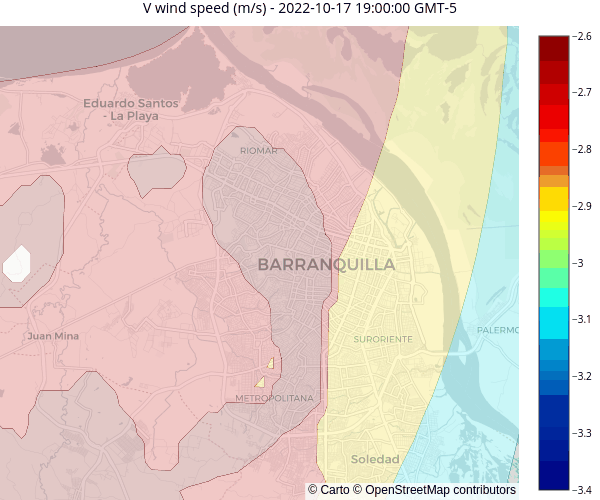 V wind speed (m/s) - 2022-10-17 19:00:00 GMT-5
Eduardo Santos
- La Playa
RIOMAR
BARRANQUILLA
Juan Mina
SURORIENTE
PALERMO
METROPOLITANA
Soledad
© Carto © OpenStreetMap contributors
−2.6
−2.7
−2.8
−2.9
−3
−3.1
−3.2
−3.3
−3.4